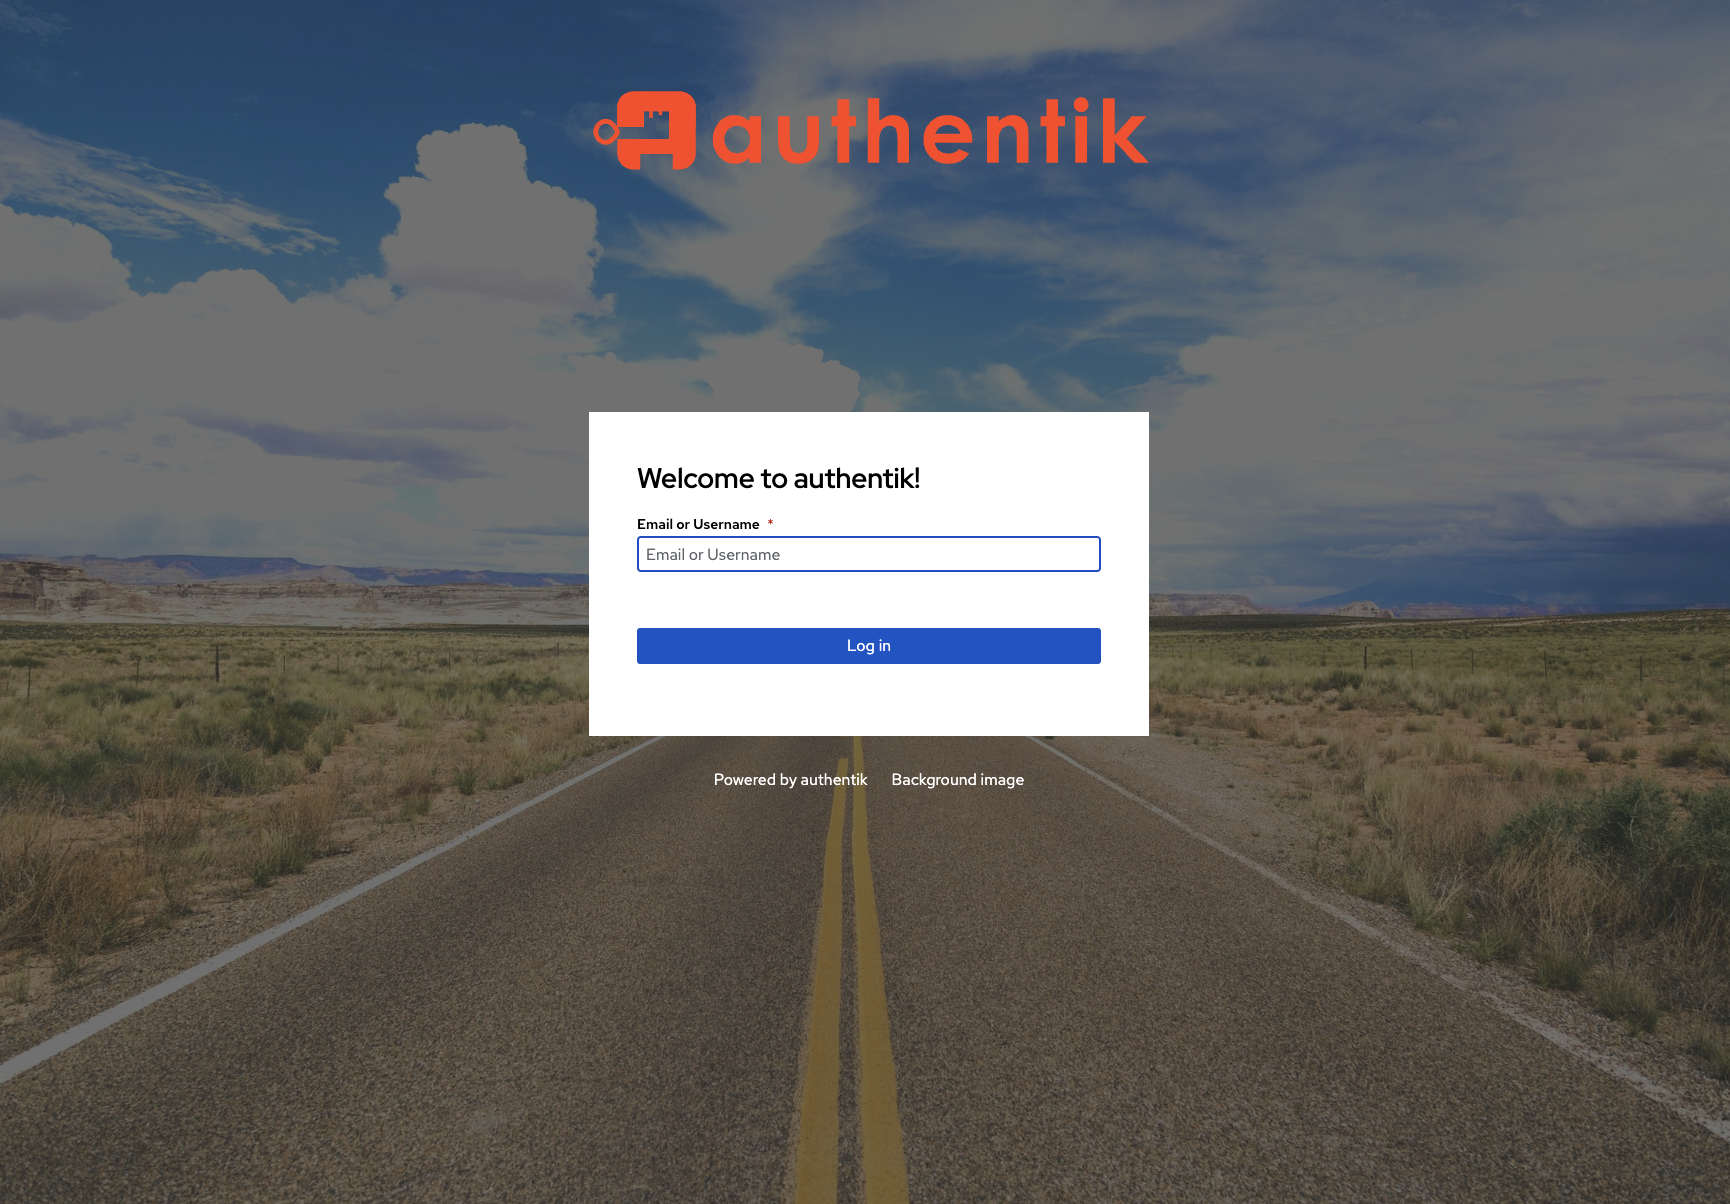 authentik
Welcome to authentik!
Email or Username *
Email or Username
Log in
Powered by authentik Background image